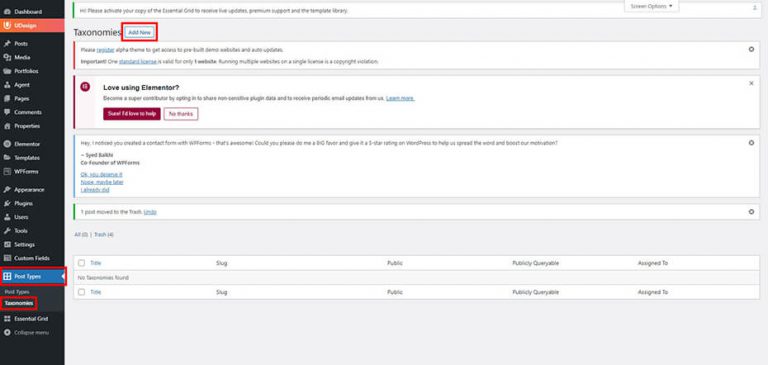 Dashboard
UDesign
Posts
Media
Portfolios
Agent
Pages
Comments
Properties
Elementor
Templates
WPForms
Appearance
Plugins
Users
Tools
Settings
Custom Fields
Post Types
Post Types
Taxonomies
Essential Grid
Collapse menu
Hi! Please activate your copy of the Essential Grid to receive live updates, premium support and the template library.
Screen Options
Taxonomies Add New
Please register alpha theme to get access to pre-built demo websites and auto updates.
Important! One standard license is valid for only 1 website. Running multiple websites on a single license is a copyright violation.
Love using Elementor?
Become a super contributor by opting in to share non-sensitive plugin data and to receive periodic email updates from us. Learn more.
Sure! I'd love to help No thanks
Hey, I noticed you created a contact form with WPForms - that's awesome! Could you please do me a BIG favor and give it a 5-star rating on WordPress to help us spread the word and boost our motivation?
~ Syed Balkhi
Co-Founder of WPForms
Ok, you deserve it
Nope, maybe later
I already did
1 post moved to the Trash. Undo
All (0) | Trash (4)
Title Slug Public Publicly Queryable Assigned To
No Taxonomies found
Title Slug Public Publicly Queryable Assigned To